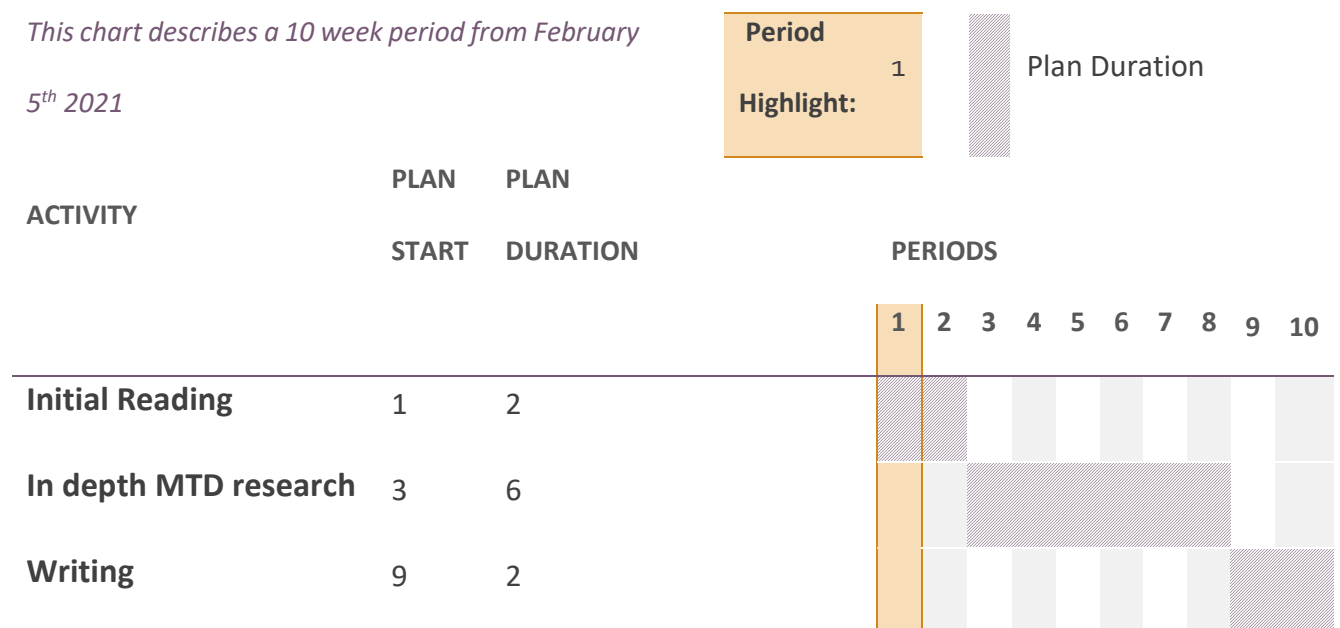 This chart describes a 10 week period from February
5th 2021
Period
1
Highlight:
Plan Duration
PLAN PLAN
ACTIVITY
START DURATION PERIODS
1 2 3 4 5 6 7 8 9 10
Initial Reading 1 2
In depth MTD research 3 6
Writing 9 2